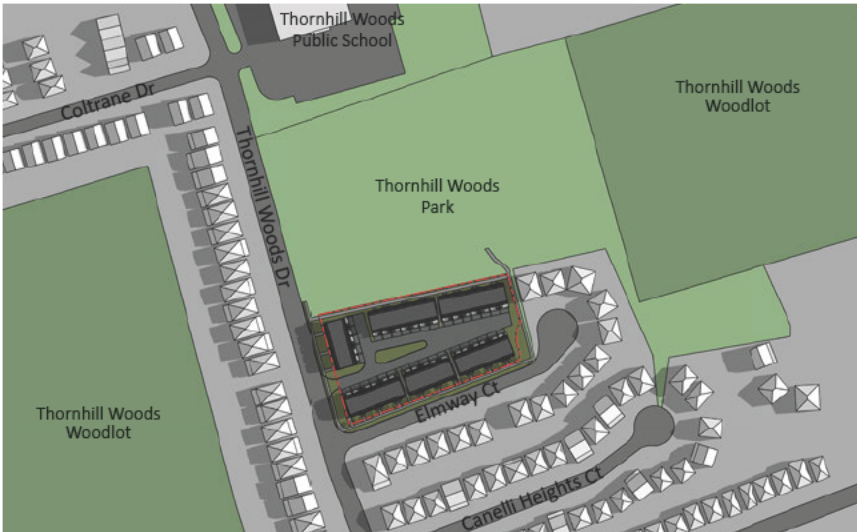 Thornhill Woods
Public School
Coltrane Dr
Thornhill Woods
Woodlot
Thornhill Woods Dr
Thornhill Woods
Park
Thornhill Woods
Woodlot
Elmway Ct
Canelli Heights Ct